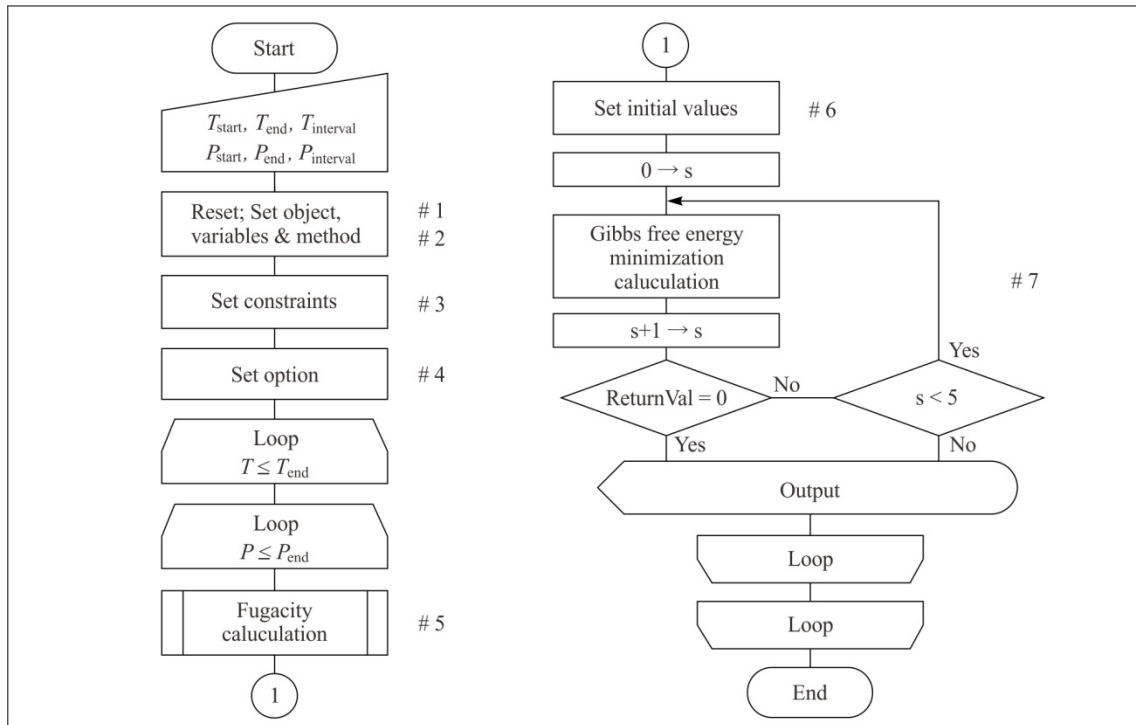 Start
T_start, T_end, T_interval
P_start, P_end, P_interval
Reset; Set object,
variables & method
# 1
# 2
Set constraints
# 3
Set option
# 4
Loop
T ≤ T_end
Loop
P ≤ P_end
Fugacity
caluculation
# 5
1
1
Set initial values
# 6
0 → s
Gibbs free energy
minimization
caluculation
# 7
s+1 → s
ReturnVal = 0
No
Yes
s < 5
Yes
No
Output
Loop
Loop
End